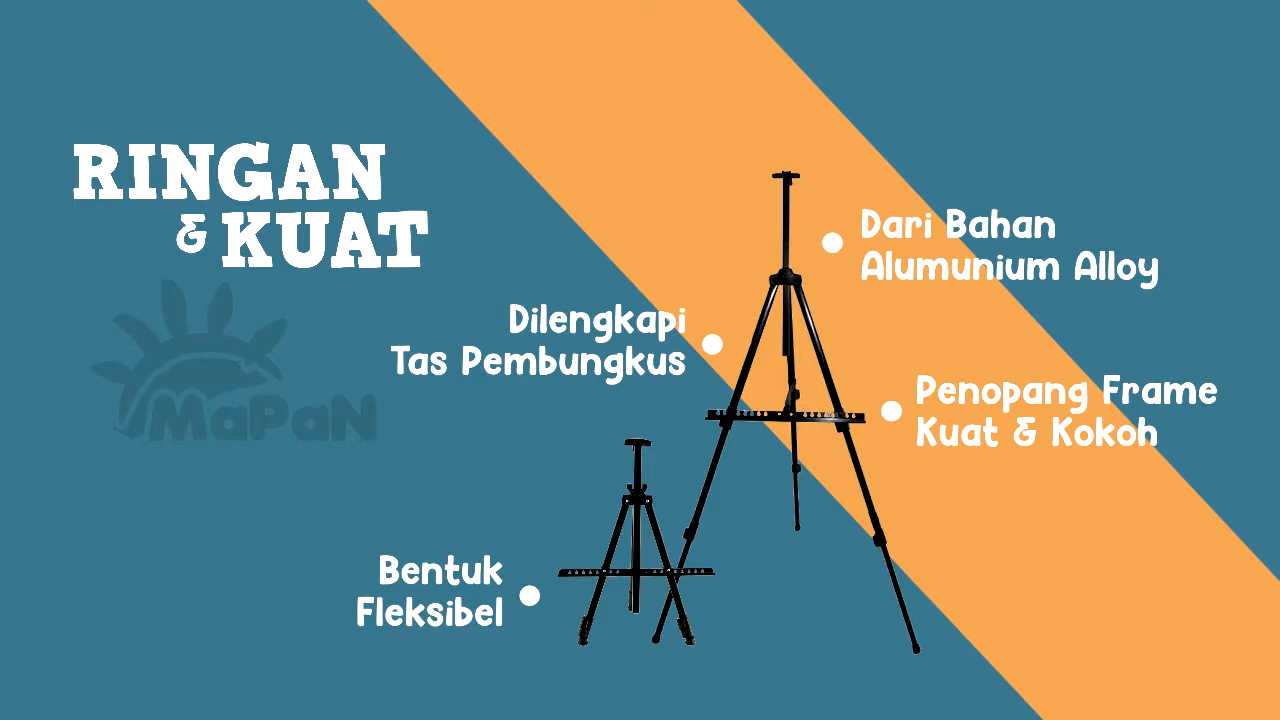 RINGAN
& KUAT
MaPaN
Dari Bahan
Alumunium Alloy
Dilengkapi
Tas Pembungkus
Penopang Frame
Kuat & Kokoh
Bentuk
Fleksibel